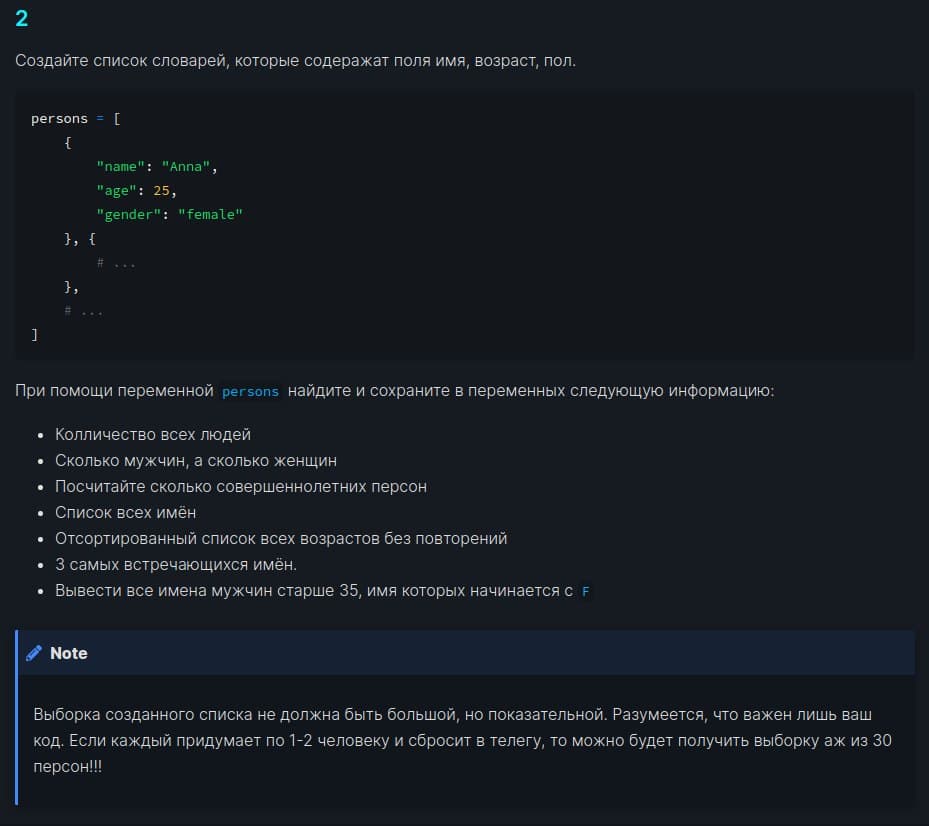 2
Создайте список словарей, которые содержат поля имя, возраст, пол.
persons = [
    {
        "name": "Anna",
        "age": 25,
        "gender": "female"
    }, {
        # ...
    },
    # ...
]
При помощи переменной persons найдите и сохраните в переменных следующую информацию:
• Колличество всех людей
• Сколько мужчин, а сколько женщин
• Посчитайте сколько совершеннолетних персон
• Список всех имён
• Отсортированный список всех возрастов без повторений
• 3 самых встречающихся имён.
• Вывести все имена мужчин старше 35, имя которых начинается с F
Note
Выборка созданного списка не должна быть большой, но показательной. Разумеется, что важен лишь ваш
код. Если каждый придумает по 1-2 человеку и сбросит в телегу, то можно будет получить выборку аж из 30
персон!!!